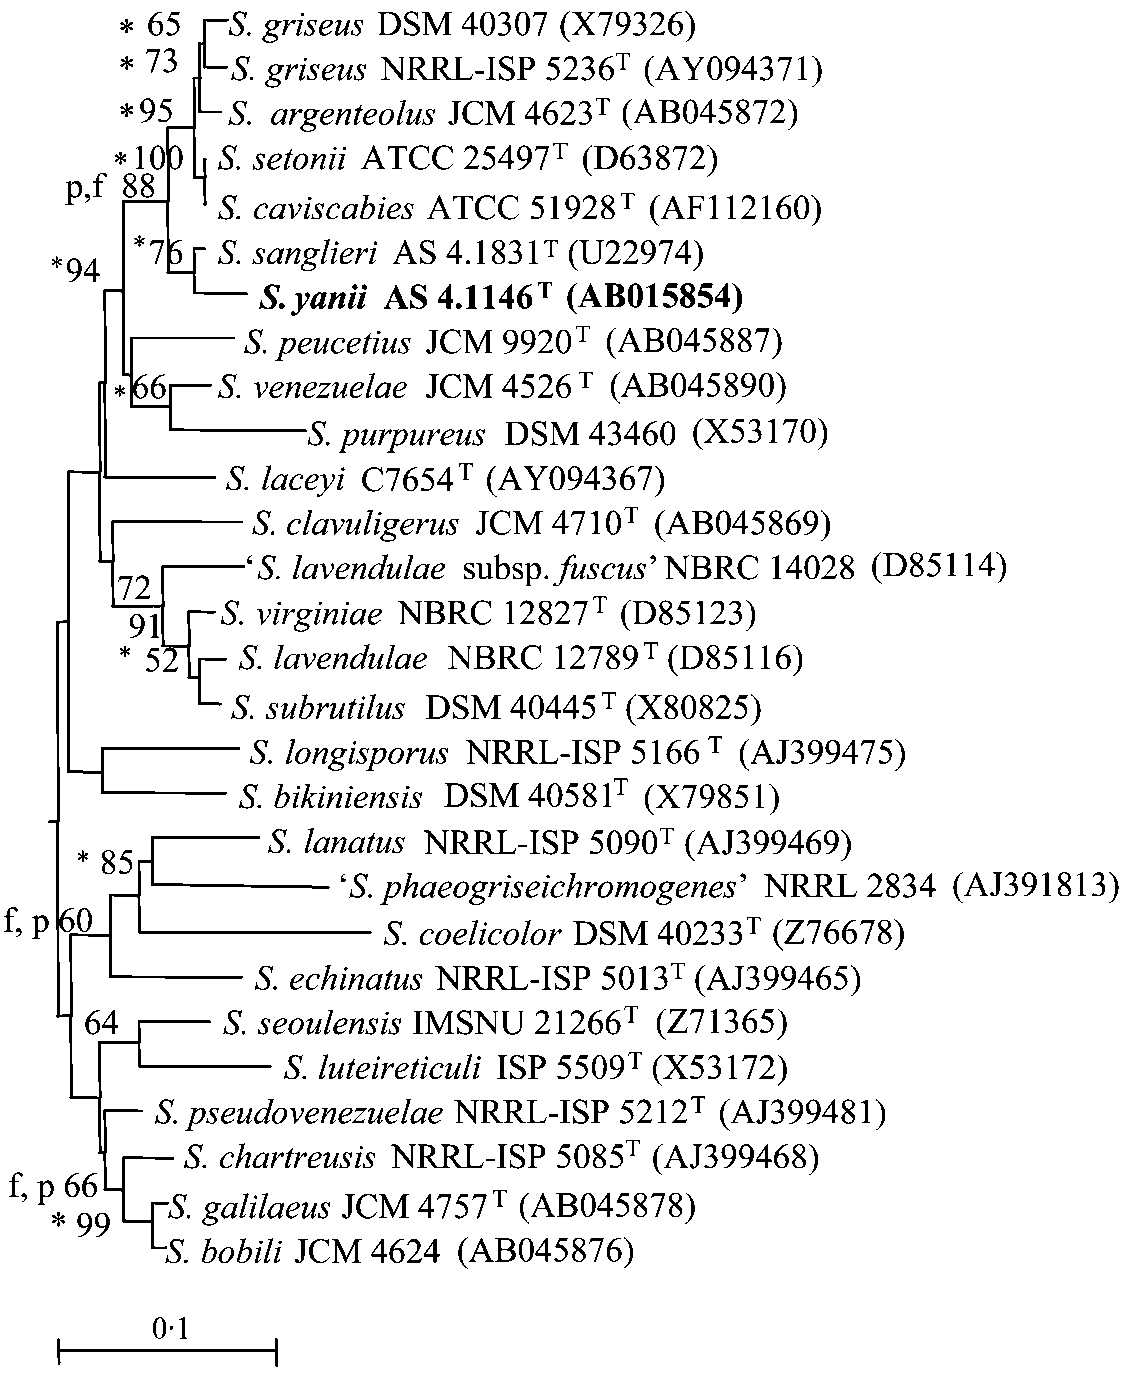 * 65 S. griseus DSM 40307 (X79326)
* 73 S. griseus NRRL-ISP 5236T (AY094371)
*95 S. argenteolus JCM 4623T (AB045872)
*100 S. setonii ATCC 25497T (D63872)
p,f 88
S. caviscabies ATCC 51928T (AF112160)
*76 S. sanglieri AS 4.1831T (U22974)
*94
S. yanii AS 4.1146T (AB015854)
S. peucetius JCM 9920T (AB045887)
*66 S. venezuelae JCM 4526T (AB045890)
S. purpureus DSM 43460 (X53170)
S. laceyi C7654T (AY094367)
S. clavuligerus JCM 4710T (AB045869)
‘S. lavendulae subsp. fuscus’ NBRC 14028 (D85114)
72
S. virginiae NBRC 12827T (D85123)
91
* 52 S. lavendulae NBRC 12789T (D85116)
S. subrutilus DSM 40445T (X80825)
S. longisporus NRRL-ISP 5166T (AJ399475)
S. bikiniensis DSM 40581T (X79851)
S. lanatus NRRL-ISP 5090T (AJ399469)
* 85
‘S. phaeogriseichromogenes’ NRRL 2834 (AJ391813)
f, p 60
S. coelicolor DSM 40233T (Z76678)
S. echinatus NRRL-ISP 5013T (AJ399465)
64 S. seoulensis IMSNU 21266T (Z71365)
S. luteireticuli ISP 5509T (X53172)
S. pseudovenezuelae NRRL-ISP 5212T (AJ399481)
S. chartreusis NRRL-ISP 5085T (AJ399468)
f, p 66
S. galilaeus JCM 4757T (AB045878)
* 99
S. bobili JCM 4624 (AB045876)
0·1